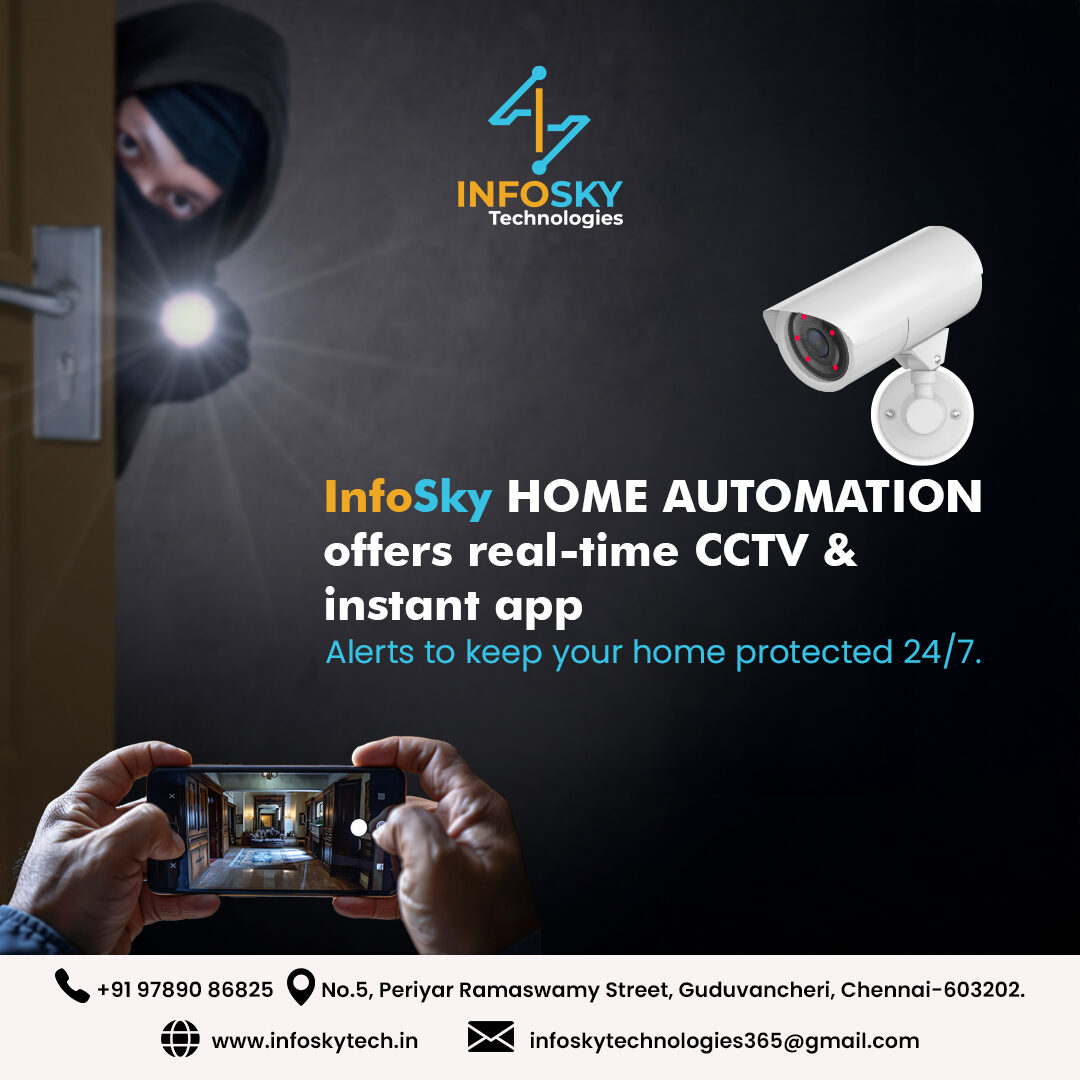 INFOSKY
Technologies
InfoSky HOME AUTOMATION
offers real-time CCTV &
instant app
Alerts to keep your home protected 24/7.
+91 97890 86825
No.5, Periyar Ramaswamy Street, Guduvancheri, Chennai-603202.
www.infoskytech.in
infoskytechnologies365@gmail.com